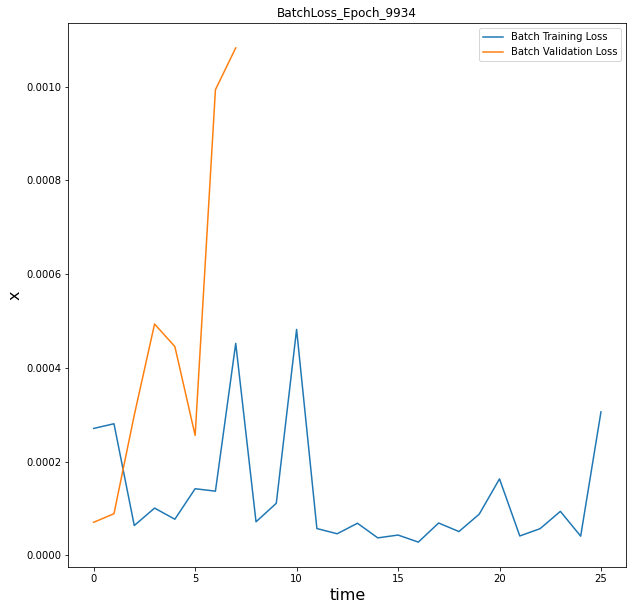 BatchLoss_Epoch_9934
Batch Training Loss
Batch Validation Loss
0.0010
0.0008
0.0006
0.0004
0.0002
0.0000
x
0 5 10 15 20 25
time